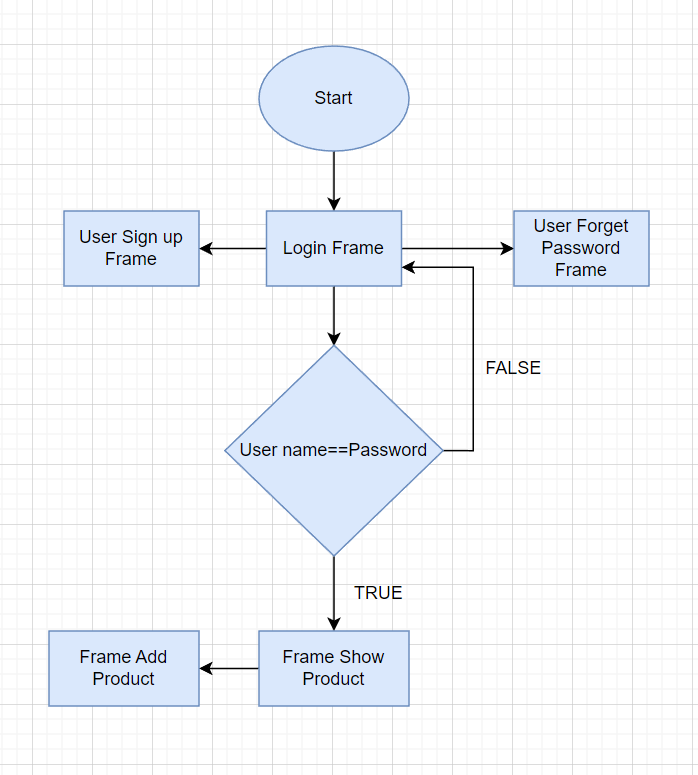 Start
User Sign up
Frame
Login Frame
User Forget
Password
Frame
FALSE
User name==Password
TRUE
Frame Add
Product
Frame Show
Product